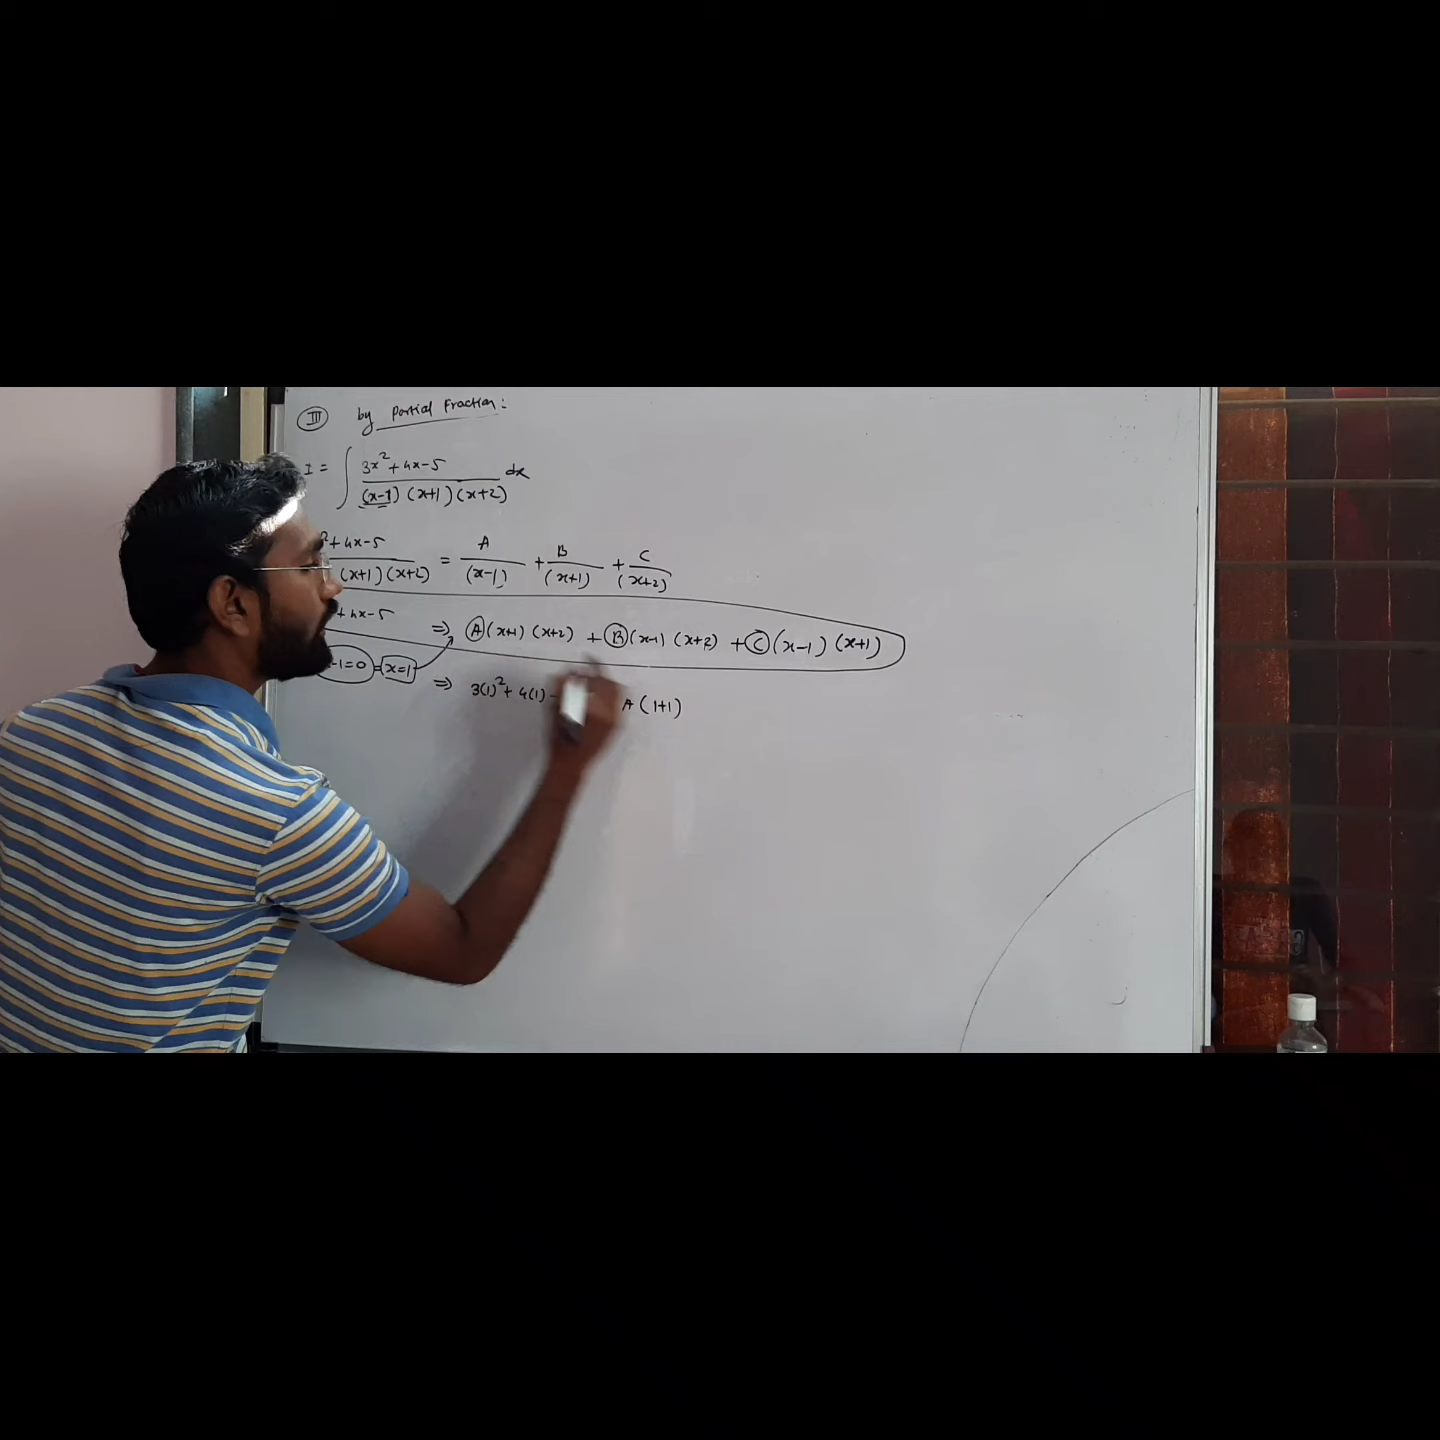 III by Partial Fraction:
I = ∫ 3x²+4x-5 / (x-1)(x+1)(x+2) dx
²+4x-5 / (x+1)(x+2) = A/(x-1) + B/(x+1) + C/(x+2)
+4x-5 ⇒ A(x+1)(x+2) + B(x-1)(x+2) + C(x-1)(x+1)
-1=0 = x=1
⇒ 3(1)²+4(1)- A(1+1)